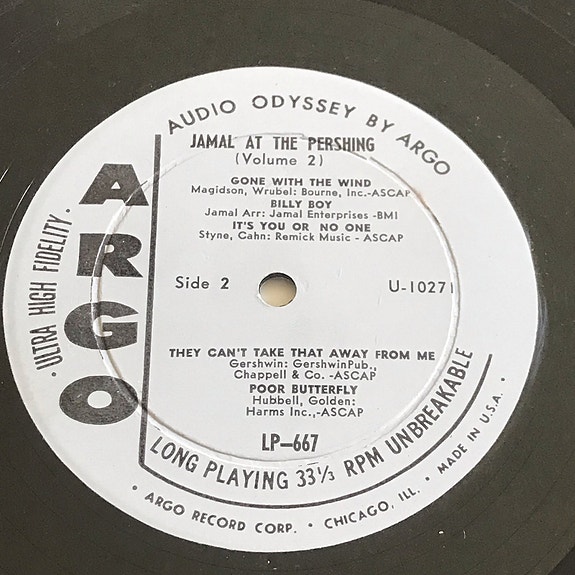 AUDIO ODYSSEY BY ARGO
JAMAL AT THE PERSHING
(Volume 2)
GONE WITH THE WIND
Magidson, Wrubel: Bourne, Inc.-ASCAP
BILLY BOY
Jamal Arr: Jamal Enterprises -BMI
IT'S YOU OR NO ONE
Styne, Cahn: Remick Music - ASCAP
Side 2
U-10271
THEY CAN'T TAKE THAT AWAY FROM ME
Gershwin: GershwinPub.,
Chappell & Co. -ASCAP
POOR BUTTERFLY
Hubbell, Golden:
Harms Inc.,-ASCAP
LP-667
ARGO
· ULTRA HIGH FIDELITY ·
LONG PLAYING 33⅓ RPM UNBREAKABLE
· ARGO RECORD CORP. · CHICAGO, ILL. · MADE IN U.S.A. ·